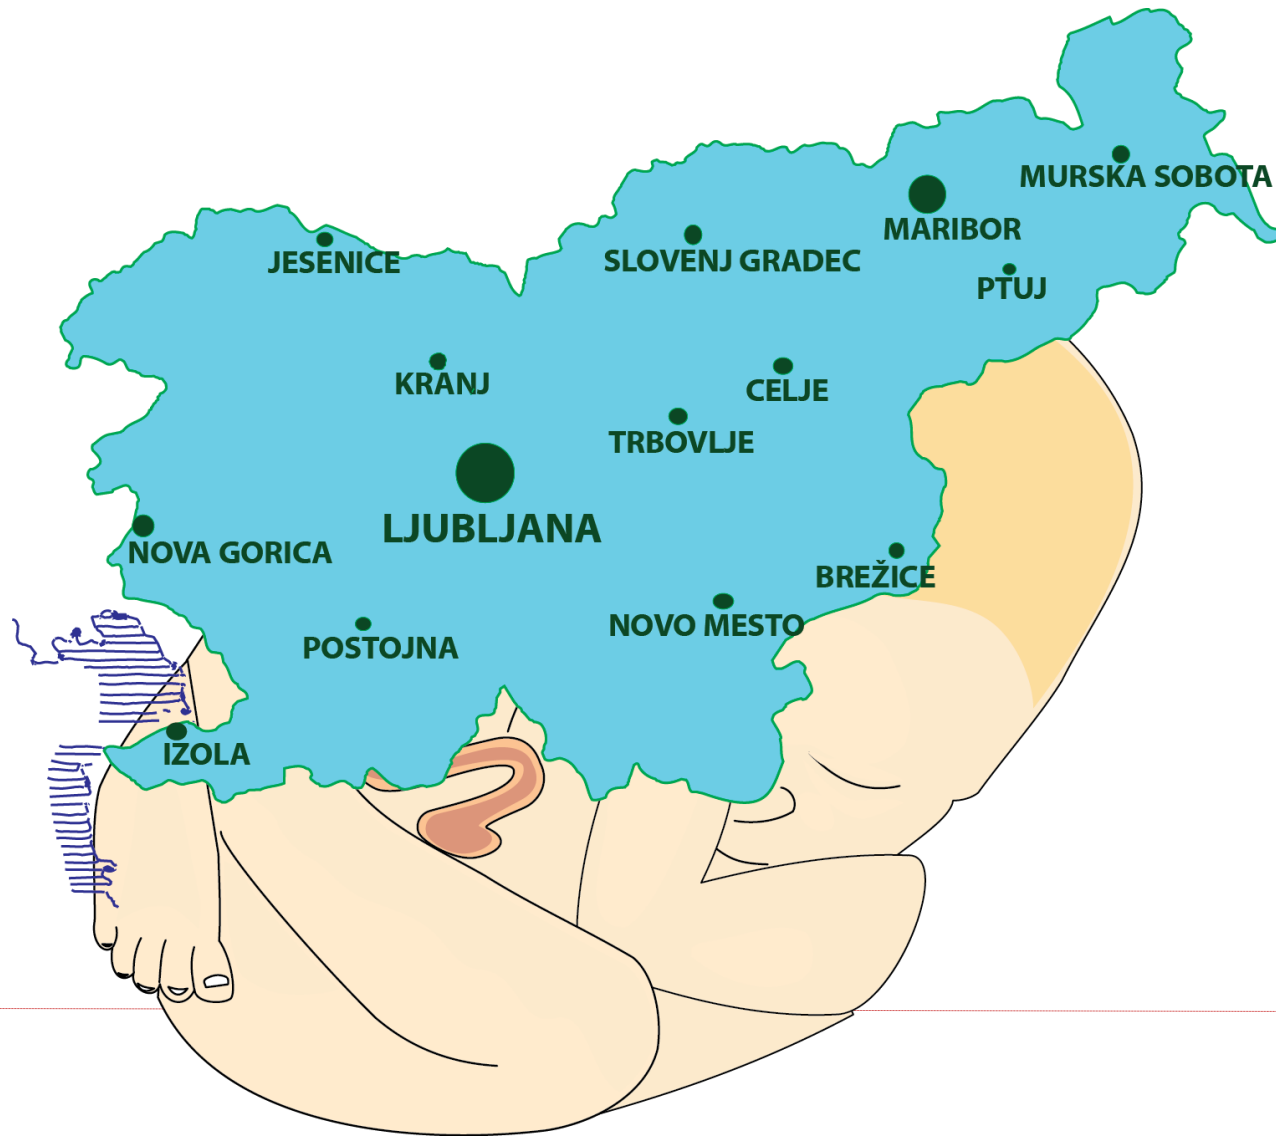 MURSKA SOBOTA
MARIBOR
JESENICE
SLOVENJ GRADEC
PTUJ
KRANJ
CELJE
TRBOVLJE
LJUBLJANA
NOVA GORICA
BREŽICE
NOVO MESTO
POSTOJNA
IZOLA